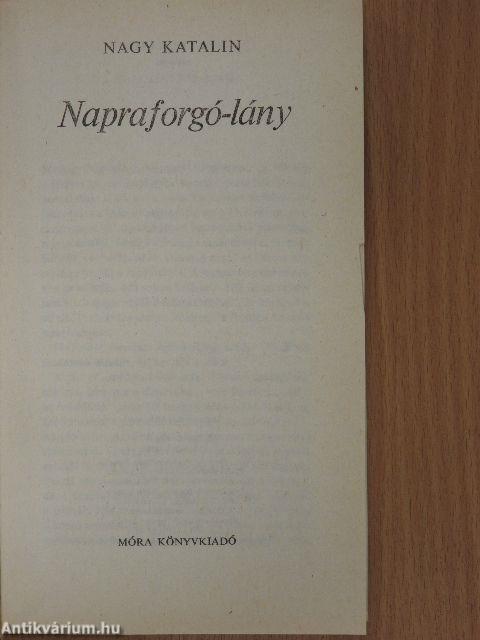 NAGY KATALIN
Napraforgó-lány
MÓRA KÖNYVKIADÓ
Antikvárium.hu